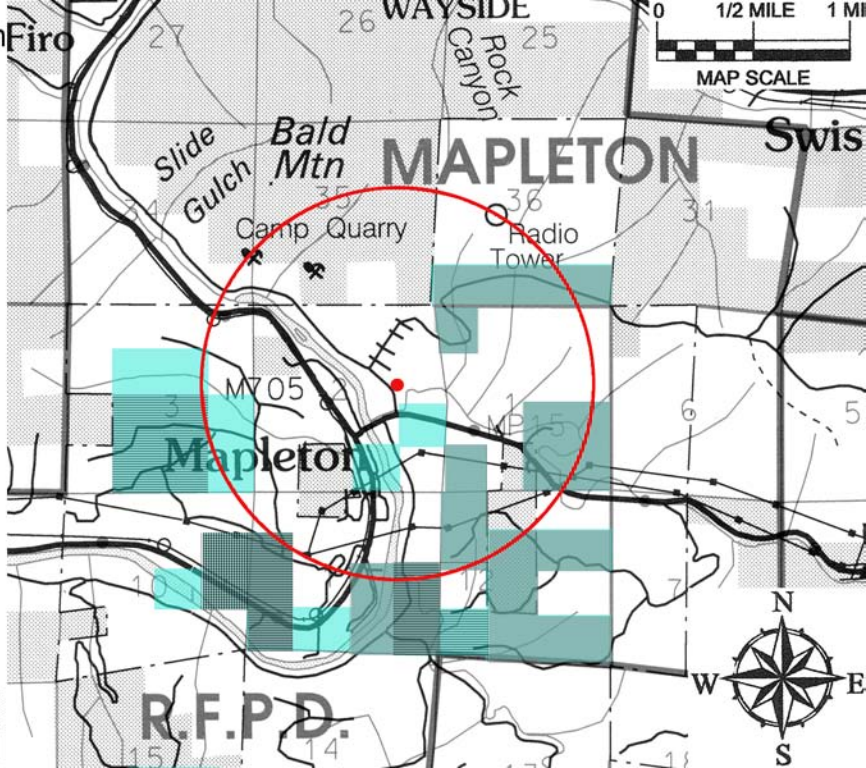 WAYSIDE
0 1/2 MILE 1 MI
MAP SCALE
Firo
27
26
25
Rock
Canyon
Slide
Gulch
Bald
Mtn
MAPLETON
Swis
34
35
36
31
Camp Quarry
Radio
Tower
M705
2
3
1
MP15
6
5
Mapleton
10
12
7
N
W E
S
R.F.P.D.
15
14